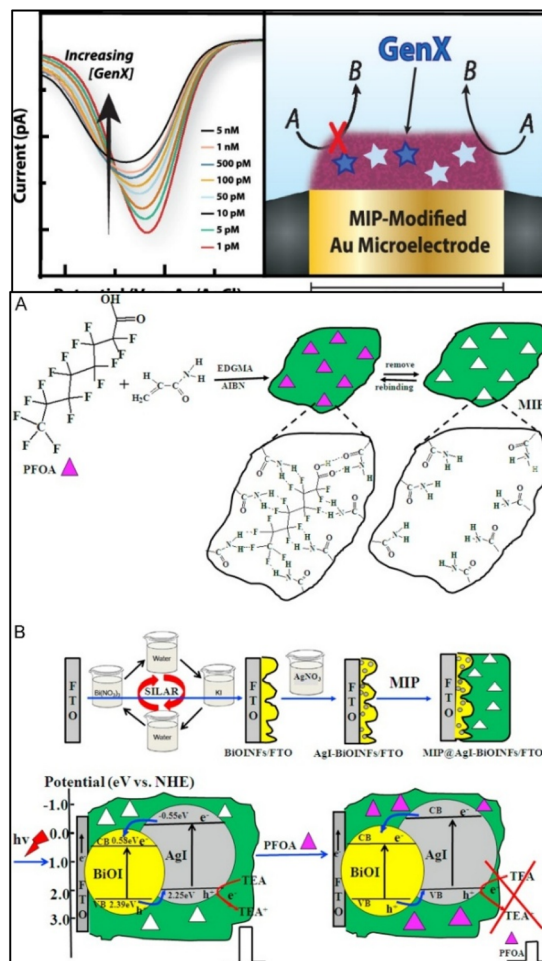 Increasing
[GenX]
Current (pA)
5 nM
1 nM
500 pM
100 pM
50 pM
10 pM
5 pM
1 pM
GenX
A
B
B
A
MIP-Modified
Au Microelectrode
A
OH
O
F F
F F
F F
F F
F F
F F
F F
CF₃
F
PFOA
+
H₂C
N
H
H
O
EDGMA
AIBN
remove
rebinding
MIP
B
Water
Bi(NO₃)₃
SILAR
KI
Water
FTO
BiOINFs/FTO
AgNO₃
FTO
AgI-BiOINFs/FTO
MIP
FTO
MIP@AgI-BiOINFs/FTO
Potential (eV vs. NHE)
-1.0
0.0
1.0
2.0
3.0
hν
FTO
e⁻
-0.55eV
e⁻
CB 0.58eV e⁻
BiOI
AgI
2.25eV
VB 2.39eV
h⁺
h⁺
e⁻
TEA
TEA⁺
PFOA
FTO
e⁻
CB
e⁻
CB
e⁻
BiOI
AgI
VB
VB
h⁺
h⁺
e⁻
TEA
TEA⁺
PFOA